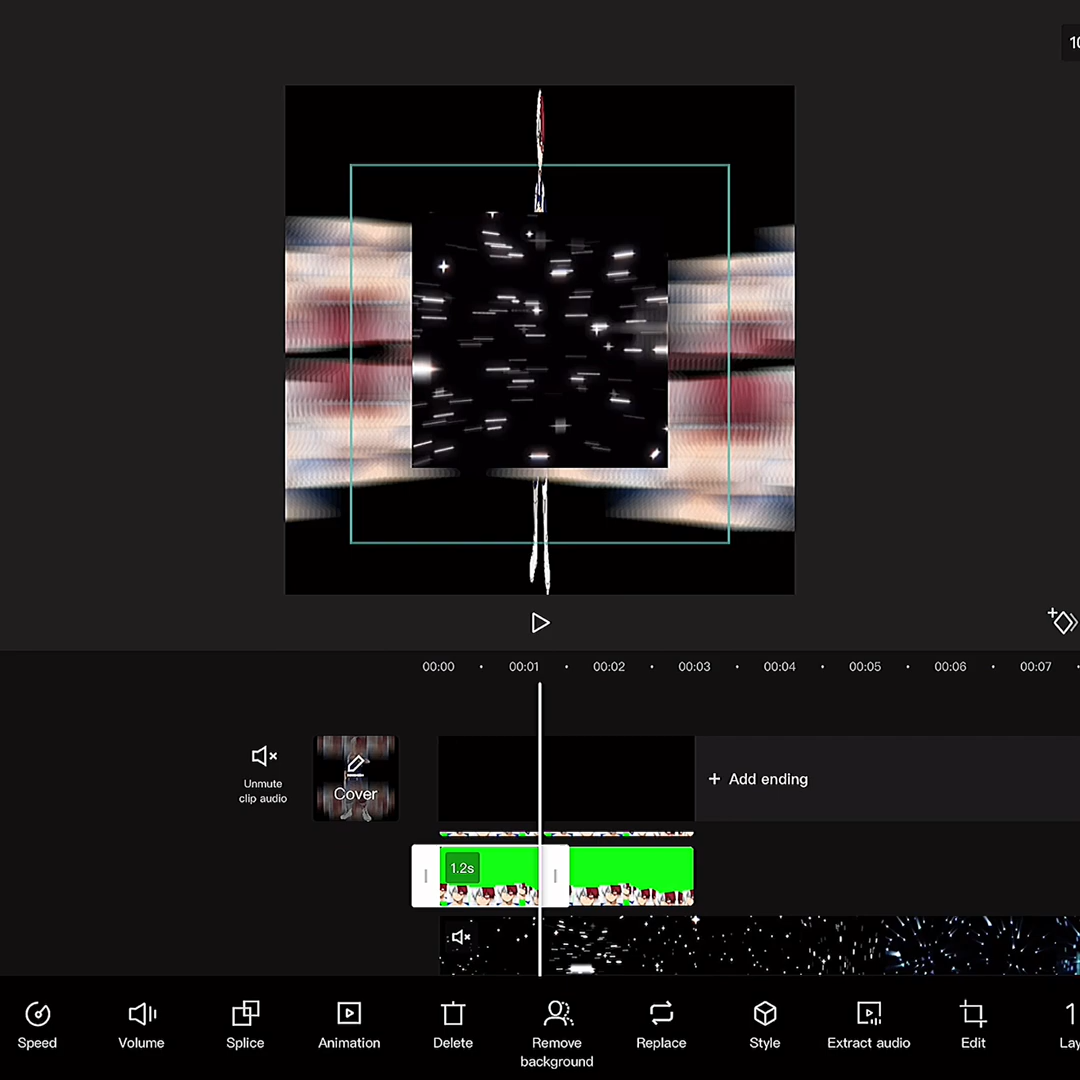 00:00 00:01 00:02 00:03 00:04 00:05 00:06 00:07
Unmute
clip audio
Cover
+ Add ending
1.2s
Speed Volume Splice Animation Delete Remove background Replace Style Extract audio Edit